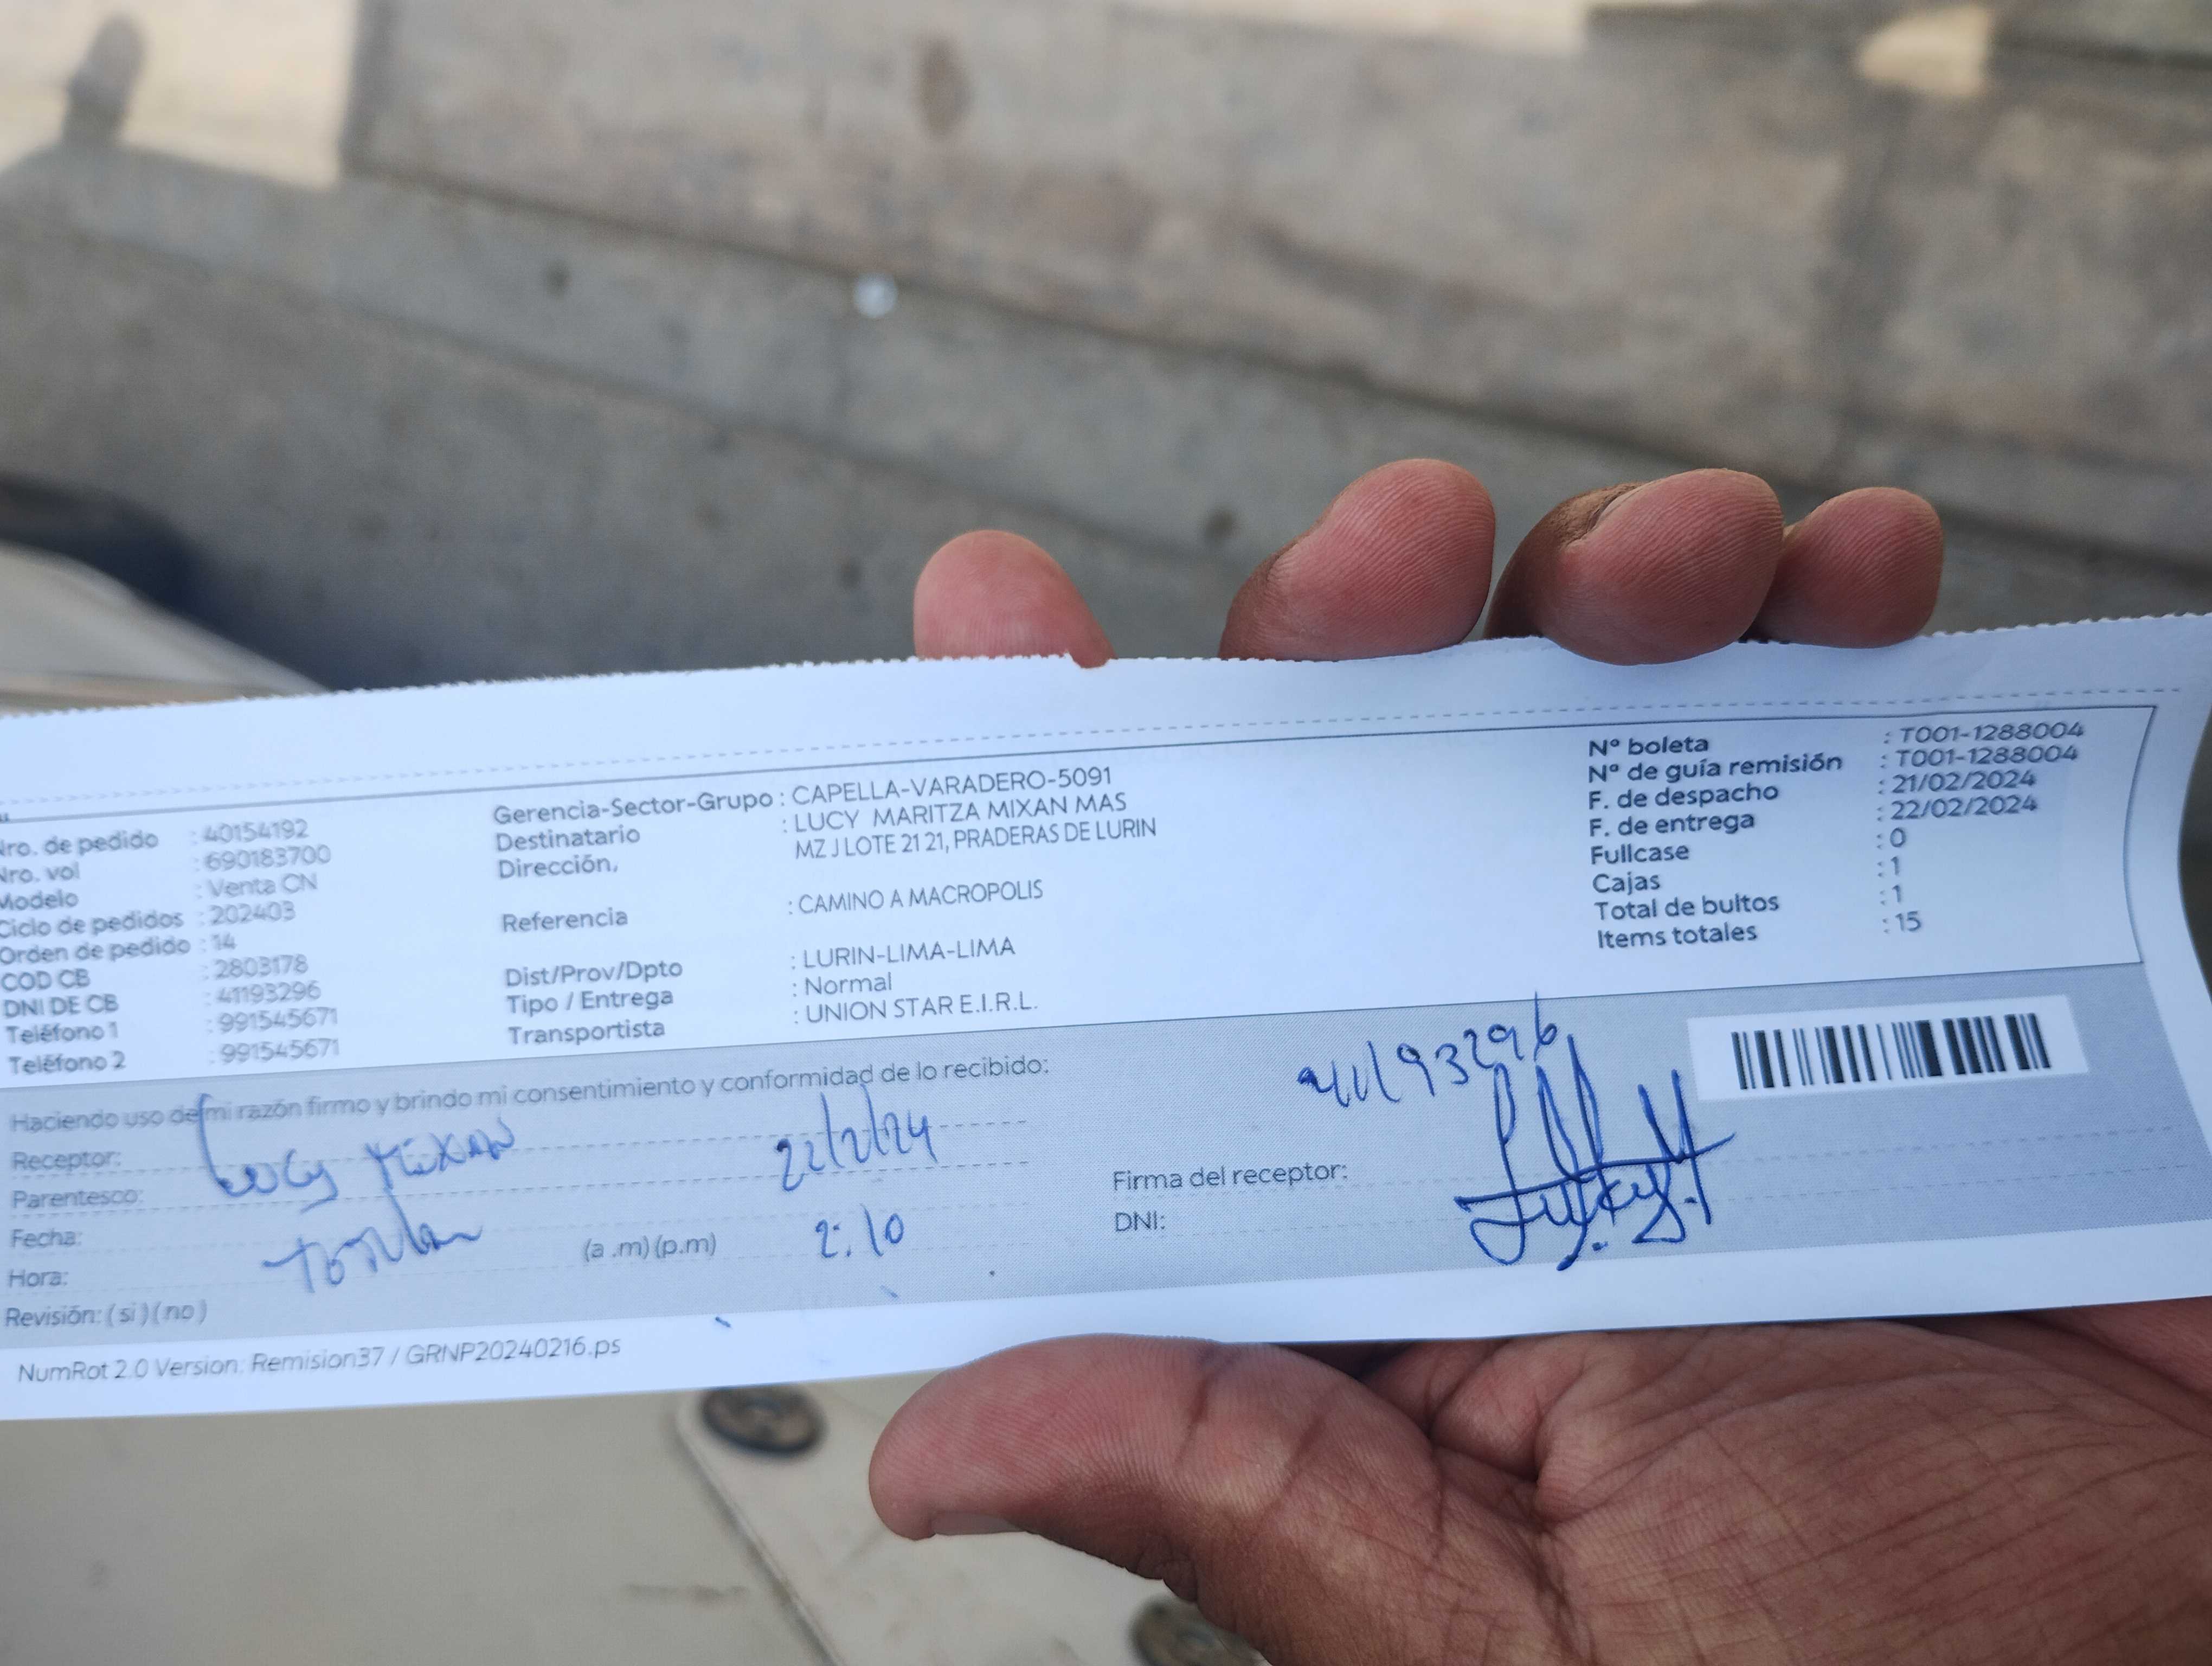 Nro. de pedido : 40154192
Nro. vol : 690183700
Modelo : Venta CN
Ciclo de pedidos : 202403
Orden de pedido : 14
COD CB : 2803178
DNI DE CB : 41193296
Teléfono 1 : 991545671
Teléfono 2 : 991545671
Gerencia-Sector-Grupo : CAPELLA-VARADERO-5091
Destinatario : LUCY MARITZA MIXAN MAS
Dirección, MZ J LOTE 21 21, PRADERAS DE LURIN
Referencia : CAMINO A MACROPOLIS
Dist/Prov/Dpto : LURIN-LIMA-LIMA
Tipo / Entrega : Normal
Transportista : UNION STAR E.I.R.L.
Nº boleta : T001-1288004
Nº de guía remisión : T001-1288004
F. de despacho : 21/02/2024
F. de entrega : 22/02/2024
Fullcase : 0
Cajas : 1
Total de bultos : 1
Items totales : 15
Haciendo uso de mi razón firmo y brindo mi consentimiento y conformidad de lo recibido:
Receptor: Lucy Mixan
Parentesco: Titular
Fecha: 22/2/24
Hora: (a .m) (p.m) 2:10
Revisión: ( si ) ( no )
41193296
Firma del receptor:
DNI:
NumRot 2.0 Version: Remision37 / GRNP20240216.ps